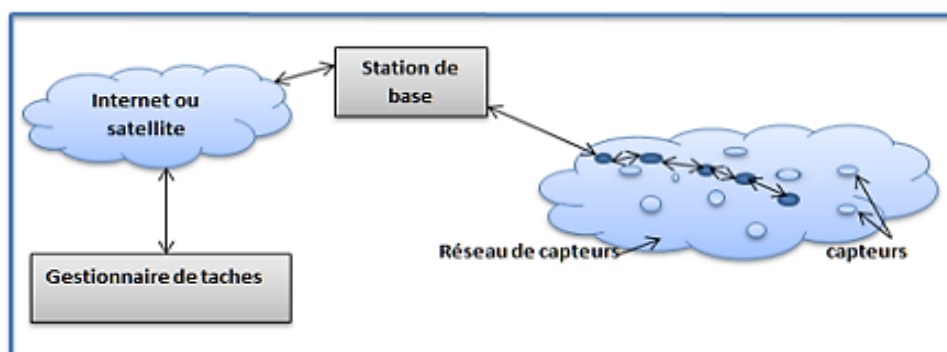 Station de
base
Internet ou
satellite
Réseau de capteurs
capteurs
Gestionnaire de taches